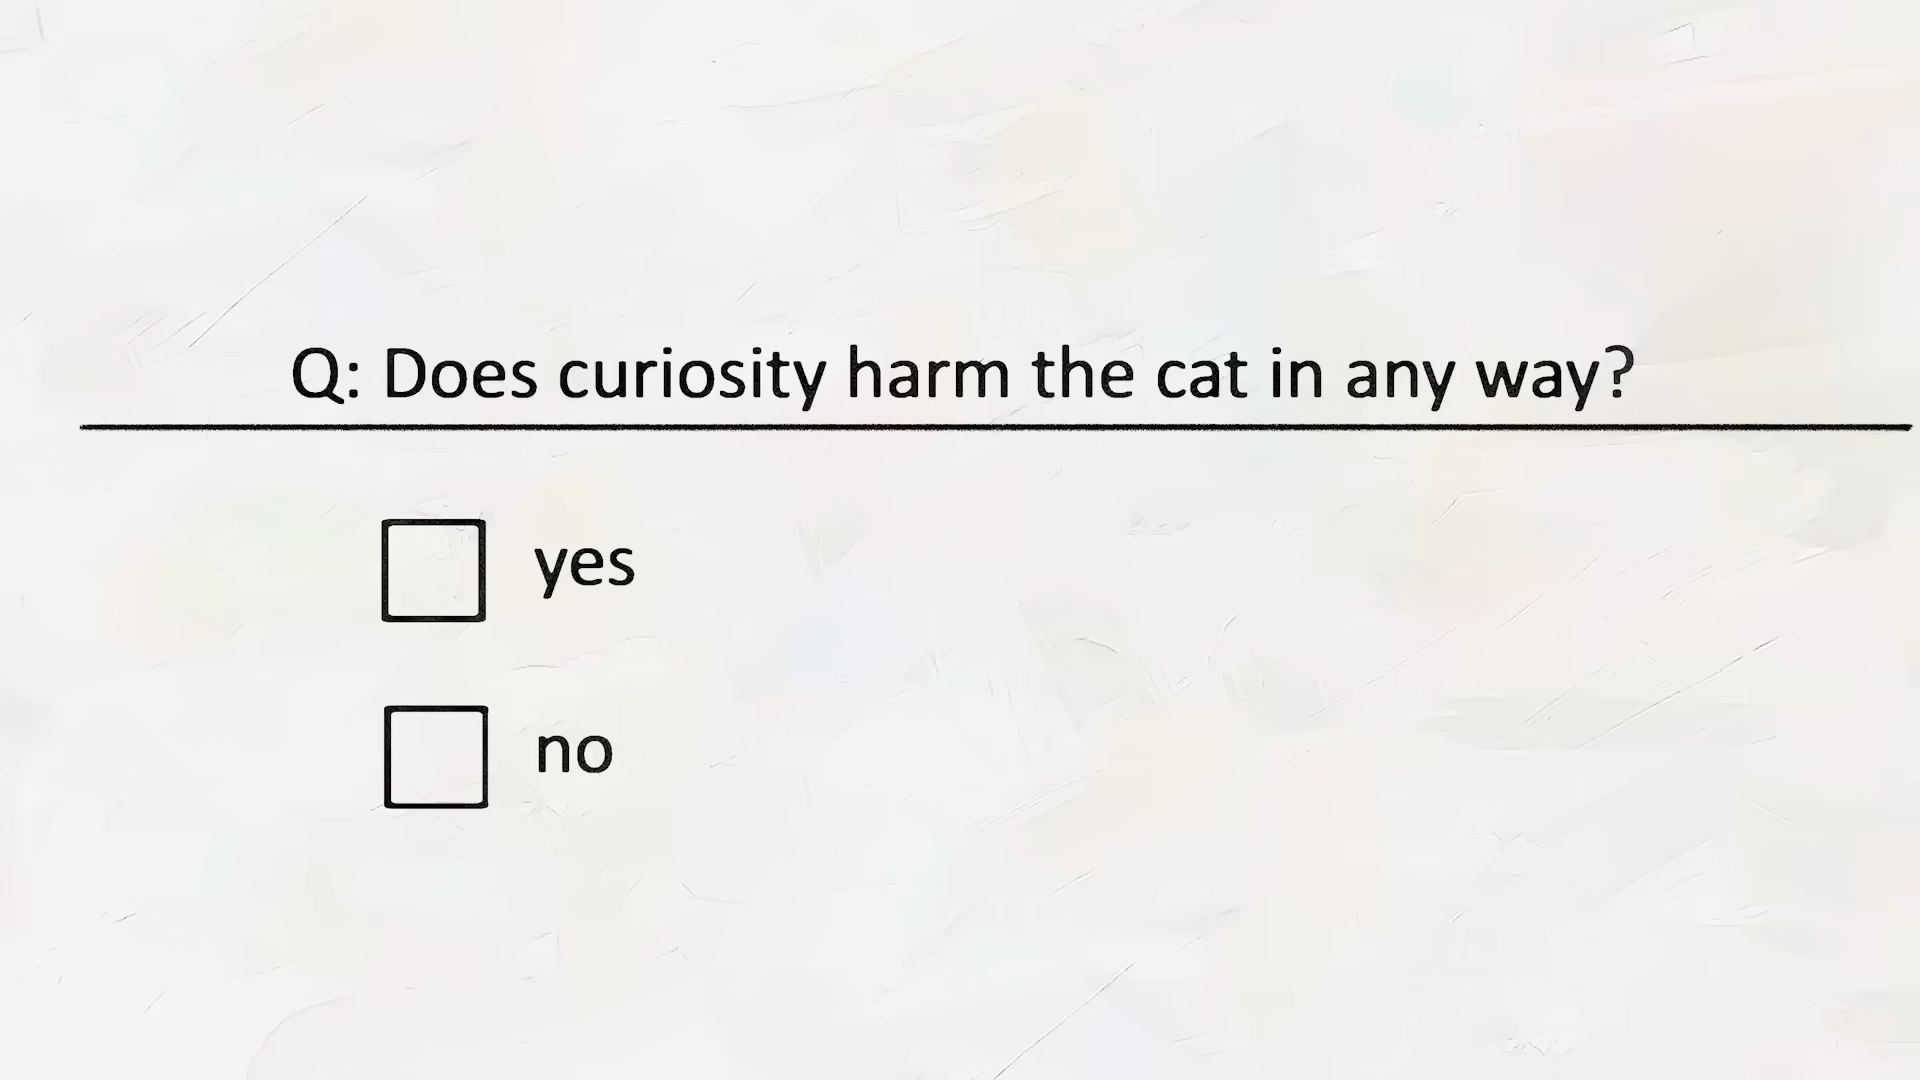 Q: Does curiosity harm the cat in any way?
yes
no